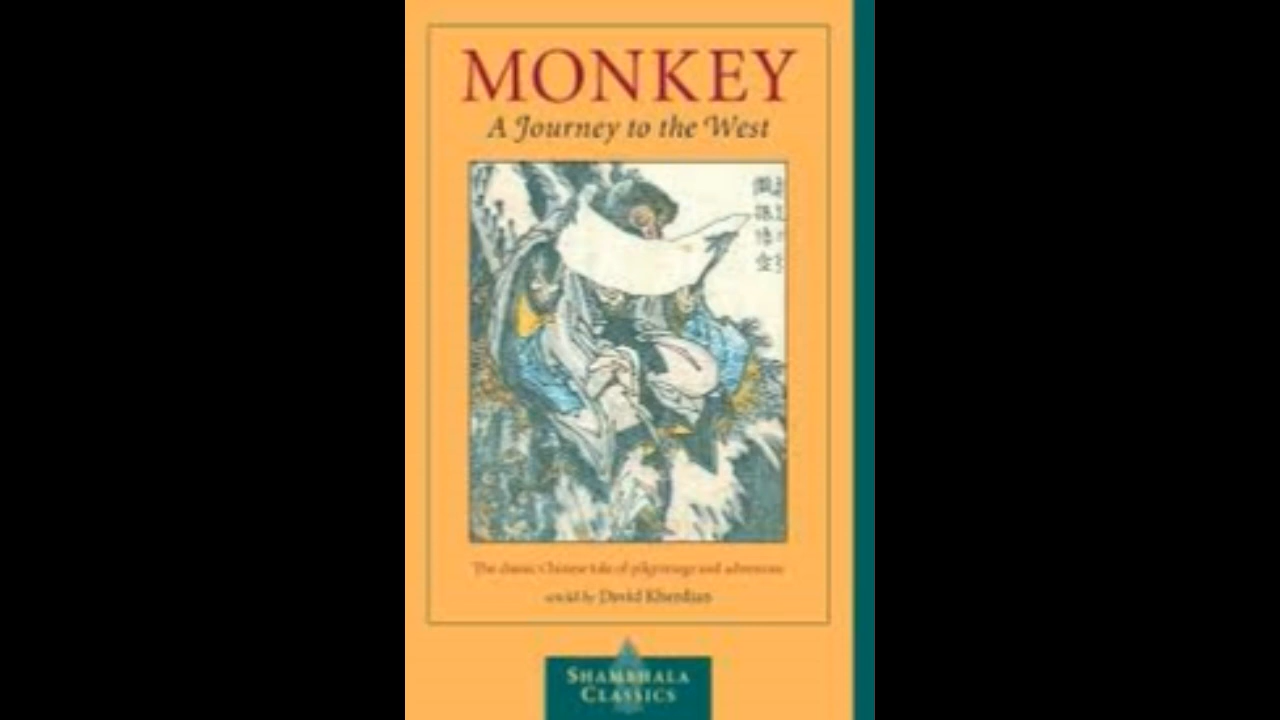 MONKEY
A Journey to the West
The classic Chinese tale of pilgrimage and adventure
retold by David Kherdian
SHAMBHALA
CLASSICS